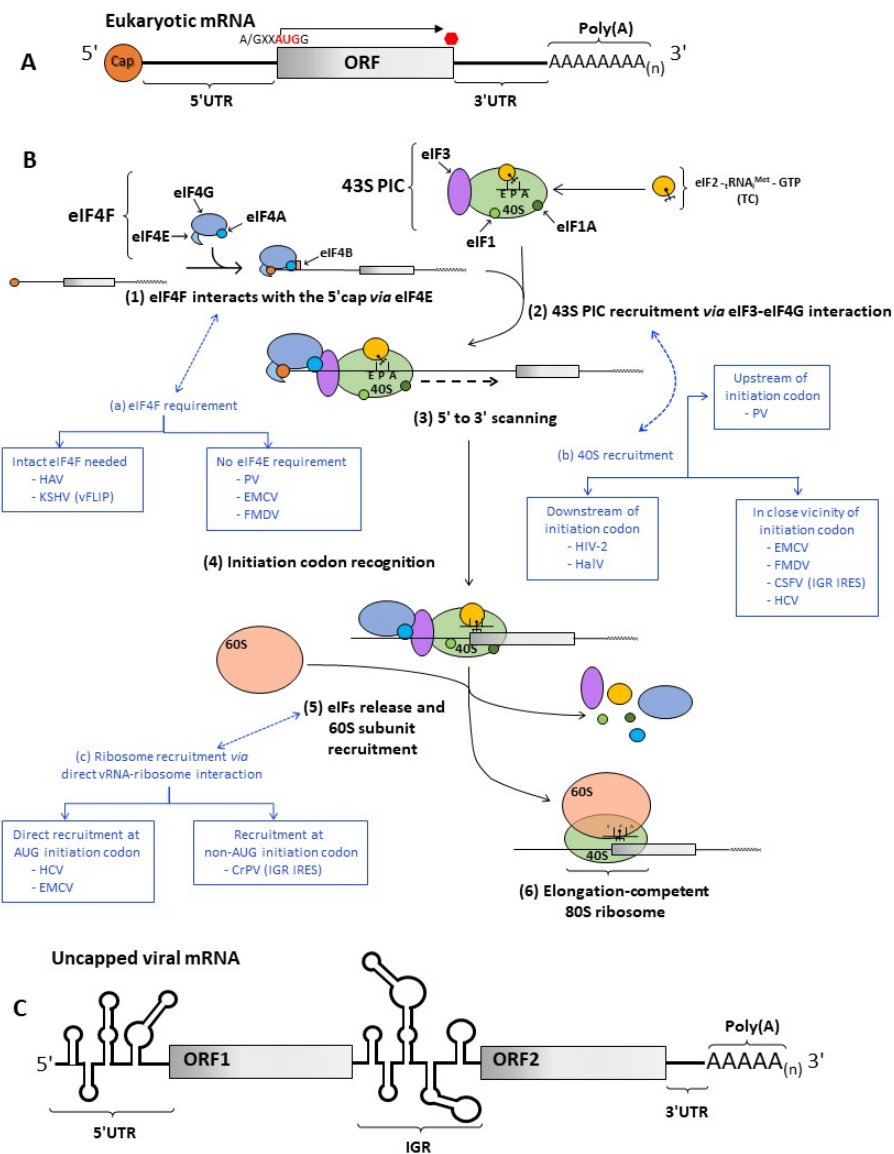 Eukaryotic mRNA
A
5'
Cap
A/GXXAUGG
ORF
Poly(A)
AAAAAAAA(n)
3'
5'UTR
3'UTR
B
eIF4F
eIF4G
eIF4E
eIF4A
eIF4B
43S PIC
eIF3
E P A
40S
eIF1
eIF1A
eIF2 -tRNAiMet - GTP
(TC)
(1) eIF4F interacts with the 5'cap via eIF4E
(2) 43S PIC recruitment via eIF3-eIF4G interaction
E P A
40S
(3) 5' to 3' scanning
(a) eIF4F requirement
Intact eIF4F needed
- HAV
- KSHV (vFLIP)
No eIF4E requirement
- PV
- EMCV
- FMDV
Upstream of
initiation codon
- PV
(b) 40S recruitment
Downstream of
initiation codon
- HIV-2
- HalV
In close vicinity of
initiation codon
- EMCV
- FMDV
- CSFV (IGR IRES)
- HCV
(4) Initiation codon recognition
40S
60S
(5) eIFs release and
60S subunit
recruitment
(c) Ribosome recruitment via
direct vRNA-ribosome interaction
Direct recruitment at
AUG initiation codon
- HCV
- EMCV
Recruitment at
non-AUG initiation codon
- CrPV (IGR IRES)
60S
40S
(6) Elongation-competent
80S ribosome
Uncapped viral mRNA
C
5'
ORF1
ORF2
Poly(A)
AAAAA(n)
3'
5'UTR
IGR
3'UTR